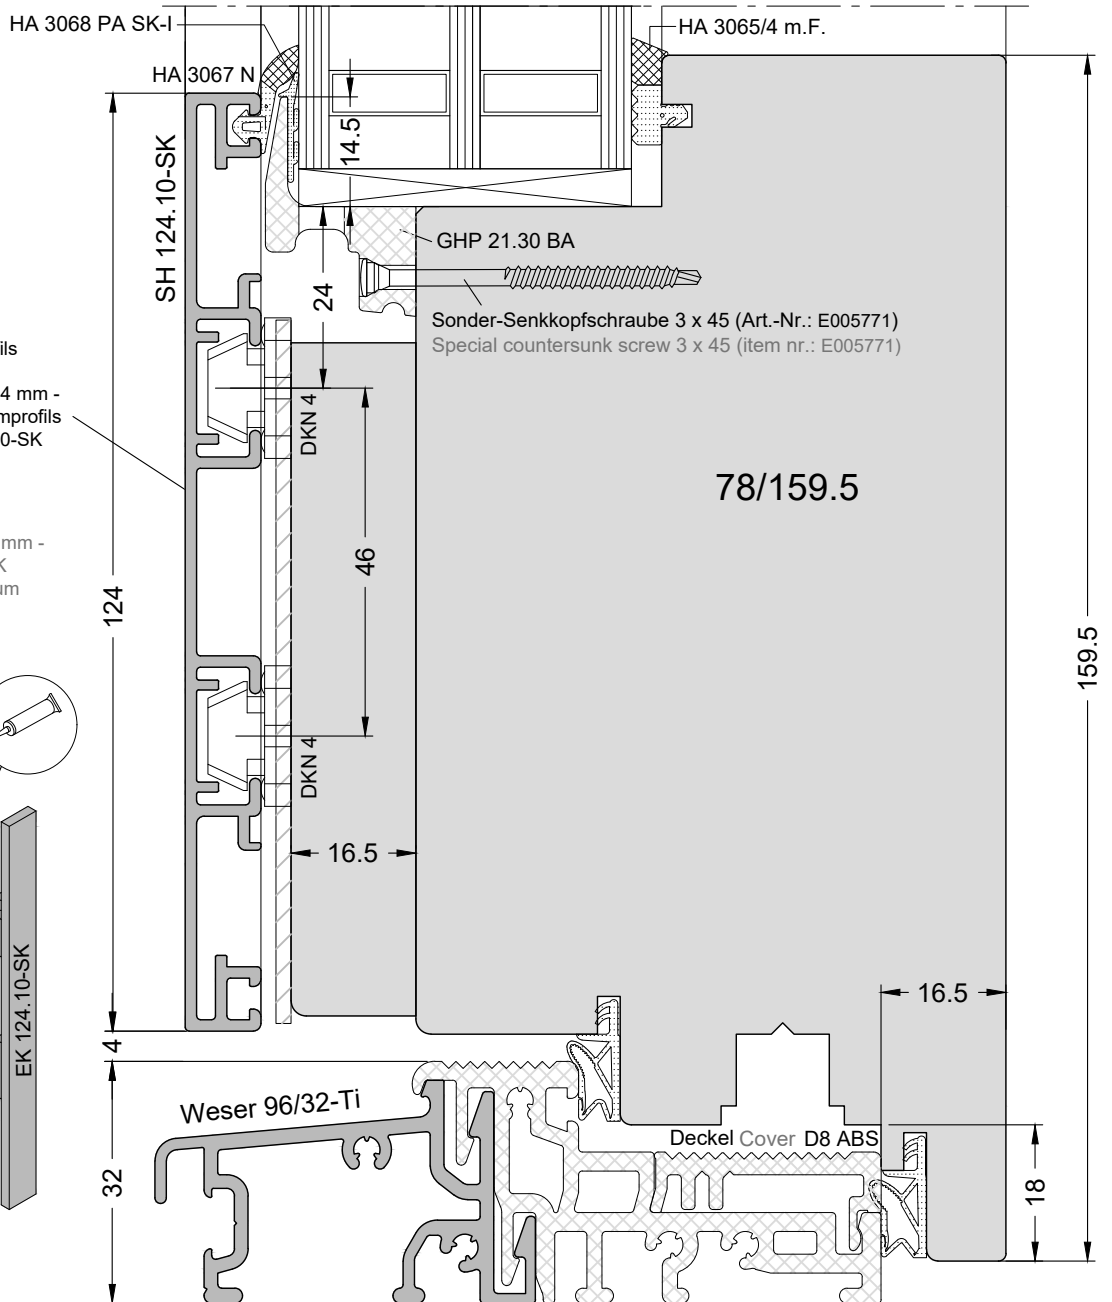 HA 3068 PA SK-I
HA 3065/4 m.F.
HA 3067 N
14.5
SH 124.10-SK
GHP 21.30 BA
24
Sonder-Senkkopfschraube 3 x 45 (Art.-Nr.: E005771)
Special countersunk screw 3 x 45 (item nr.: E005771)
4 mm -
0-SK
DKN 4
78/159.5
mm -
46
124
159.5
DKN 4
16.5
EK 124.10-SK
16.5
4
Weser 96/32-Ti
Deckel Cover D8 ABS
32
18